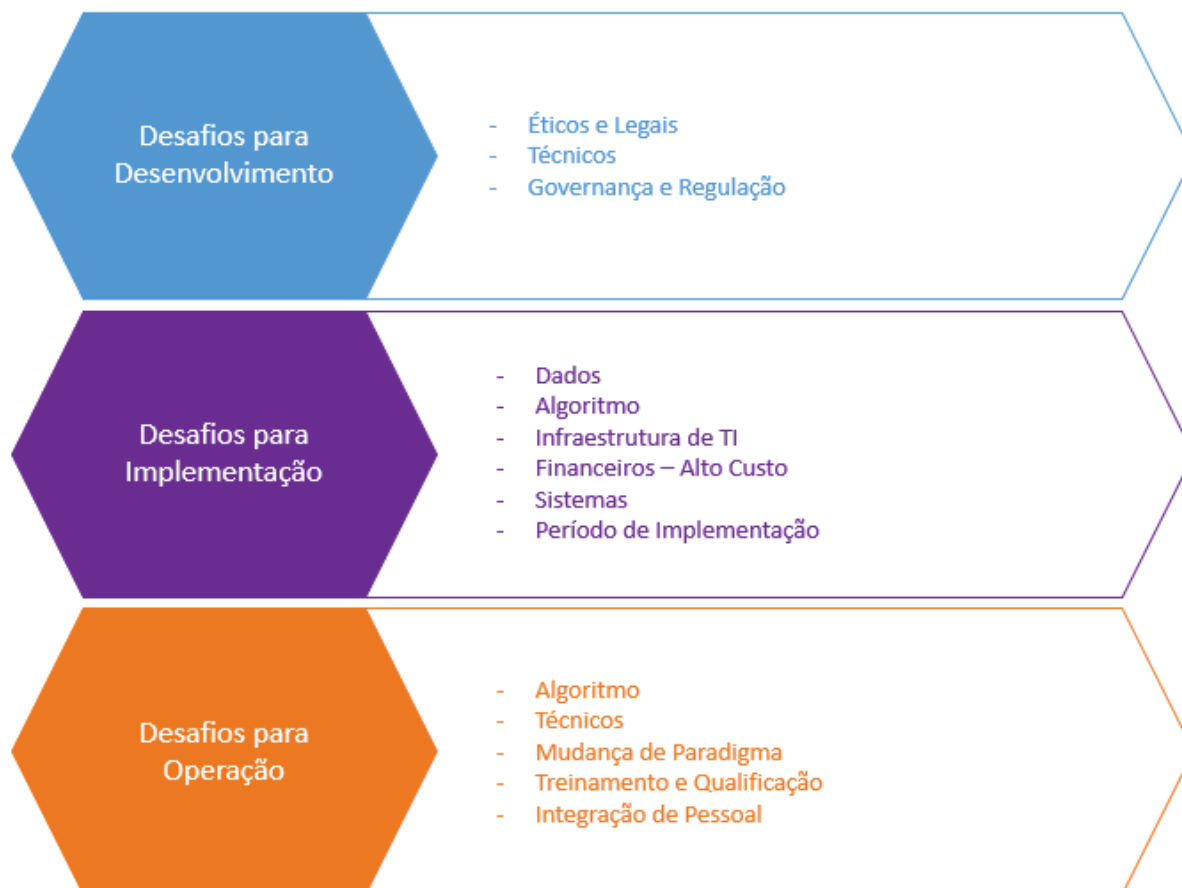 Desafios para
Desenvolvimento
- Éticos e Legais
- Técnicos
- Governança e Regulação
Desafios para
Implementação
- Dados
- Algoritmo
- Infraestrutura de TI
- Financeiros – Alto Custo
- Sistemas
- Período de Implementação
Desafios para
Operação
- Algoritmo
- Técnicos
- Mudança de Paradigma
- Treinamento e Qualificação
- Integração de Pessoal